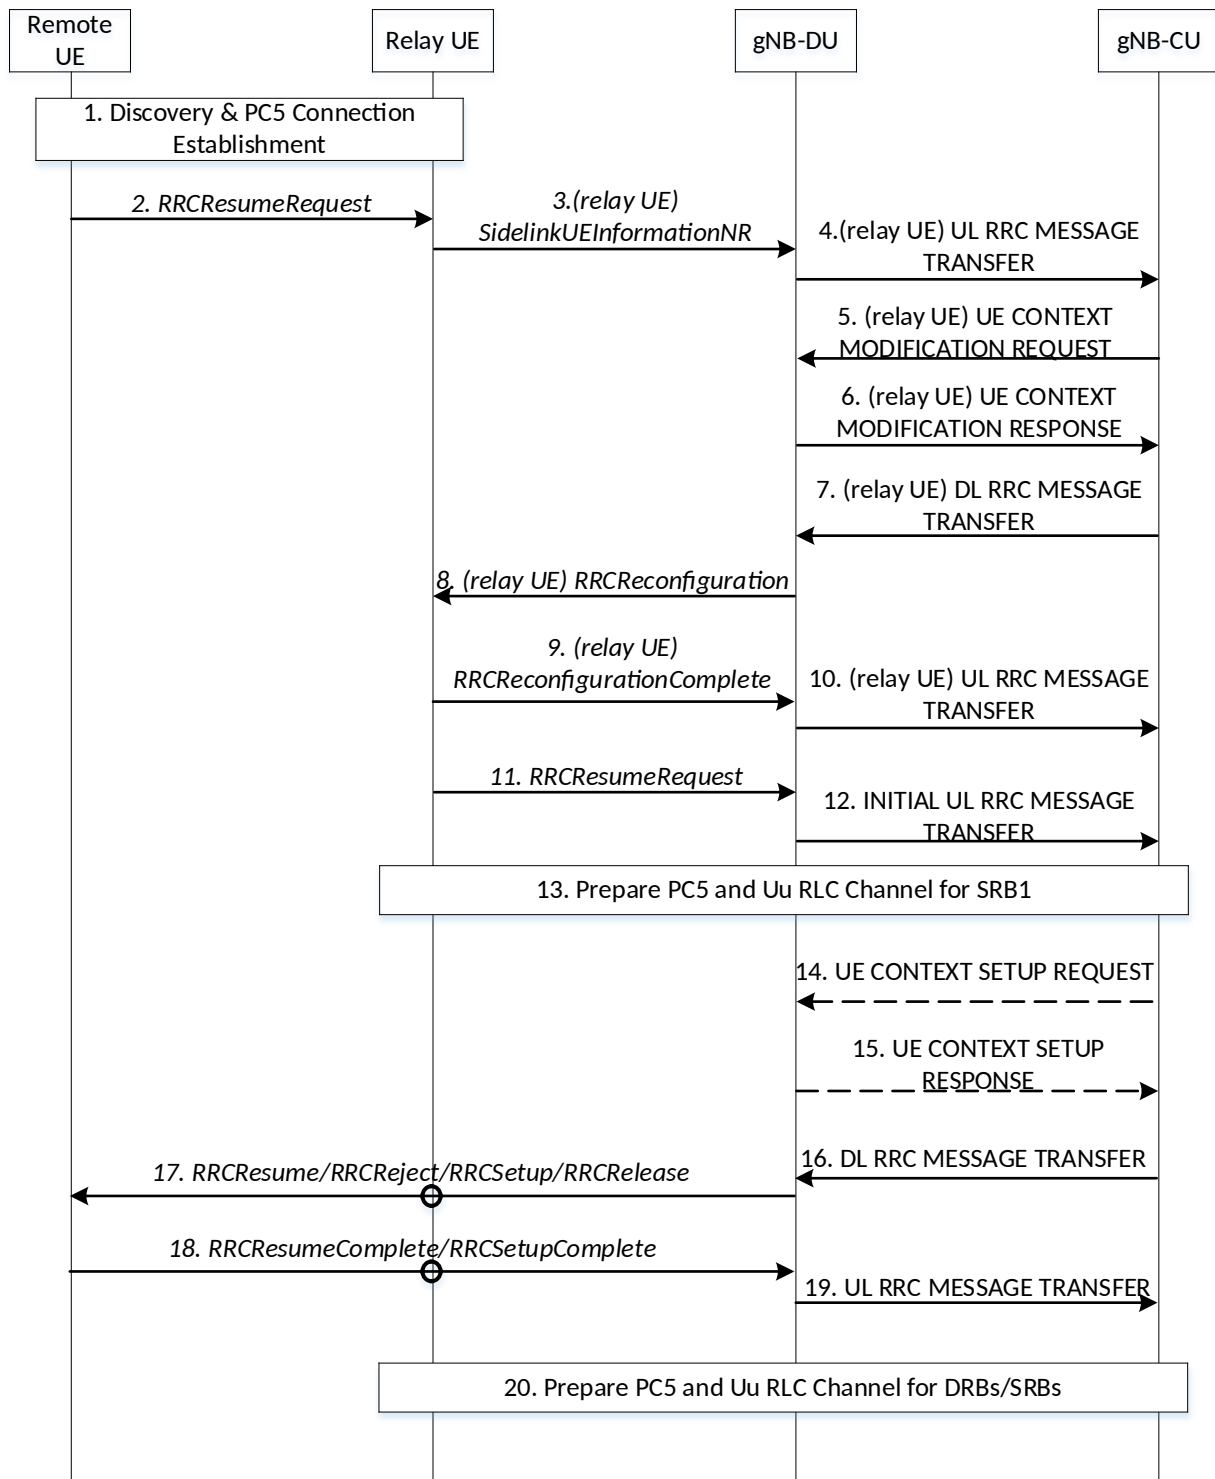 Remote
UE
Relay UE
gNB-DU
gNB-CU
1. Discovery & PC5 Connection
Establishment
2. RRCResumeRequest
3.(relay UE)
SidelinkUEInformationNR
4.(relay UE) UL RRC MESSAGE
TRANSFER
5. (relay UE) UE CONTEXT
MODIFICATION REQUEST
6. (relay UE) UE CONTEXT
MODIFICATION RESPONSE
7. (relay UE) DL RRC MESSAGE
TRANSFER
8. (relay UE) RRCReconfiguration
9. (relay UE)
RRCReconfigurationComplete
10. (relay UE) UL RRC MESSAGE
TRANSFER
11. RRCResumeRequest
12. INITIAL UL RRC MESSAGE
TRANSFER
13. Prepare PC5 and Uu RLC Channel for SRB1
14. UE CONTEXT SETUP REQUEST
15. UE CONTEXT SETUP
RESPONSE
16. DL RRC MESSAGE TRANSFER
17. RRCResume/RRCReject/RRCSetup/RRCRelease
18. RRCResumeComplete/RRCSetupComplete
19. UL RRC MESSAGE TRANSFER
20. Prepare PC5 and Uu RLC Channel for DRBs/SRBs